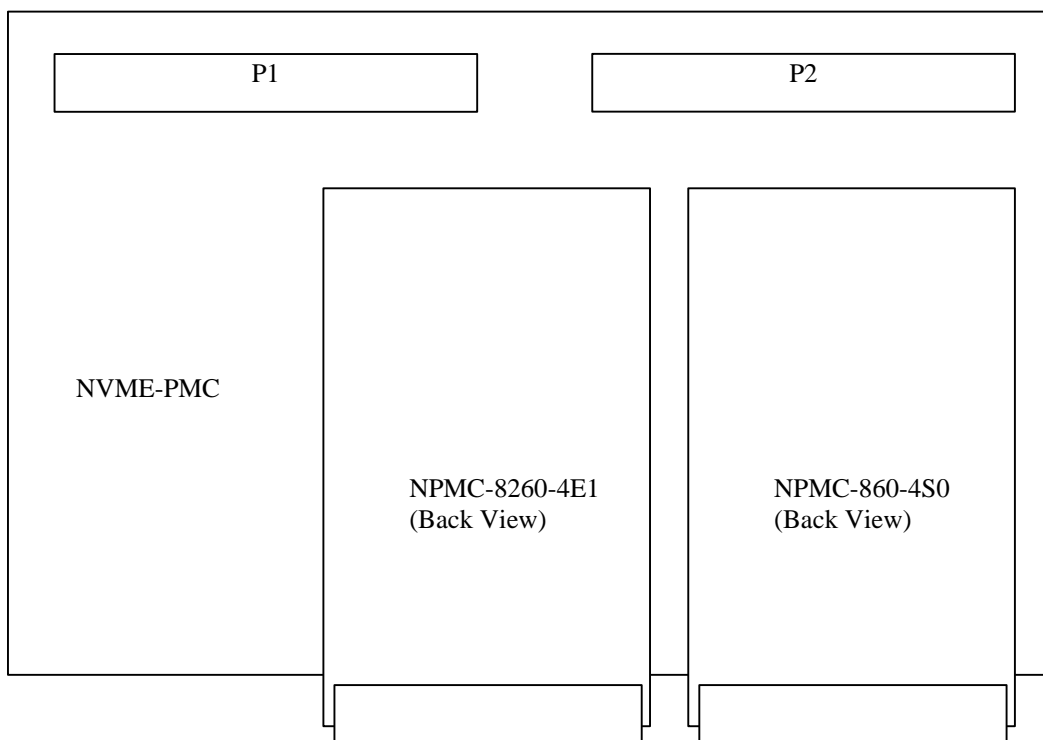 P1
P2
NVME-PMC
NPMC-8260-4E1
(Back View)
NPMC-860-4S0
(Back View)